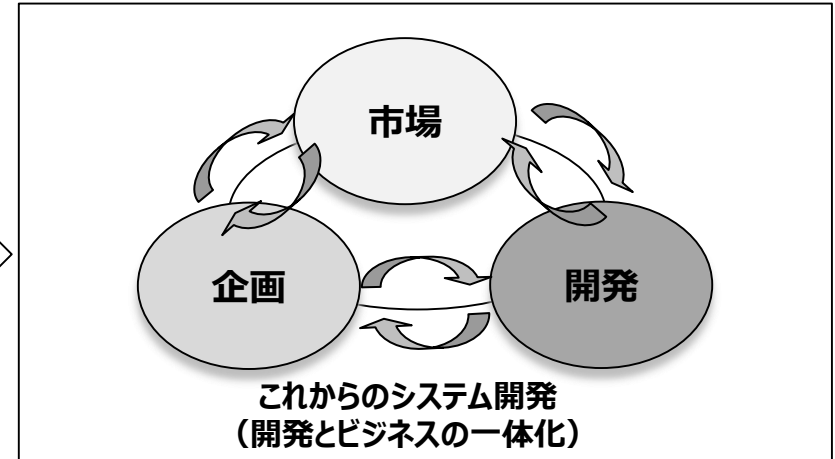 市場
企画
開発
これからのシステム開発
（開発とビジネスの一体化）